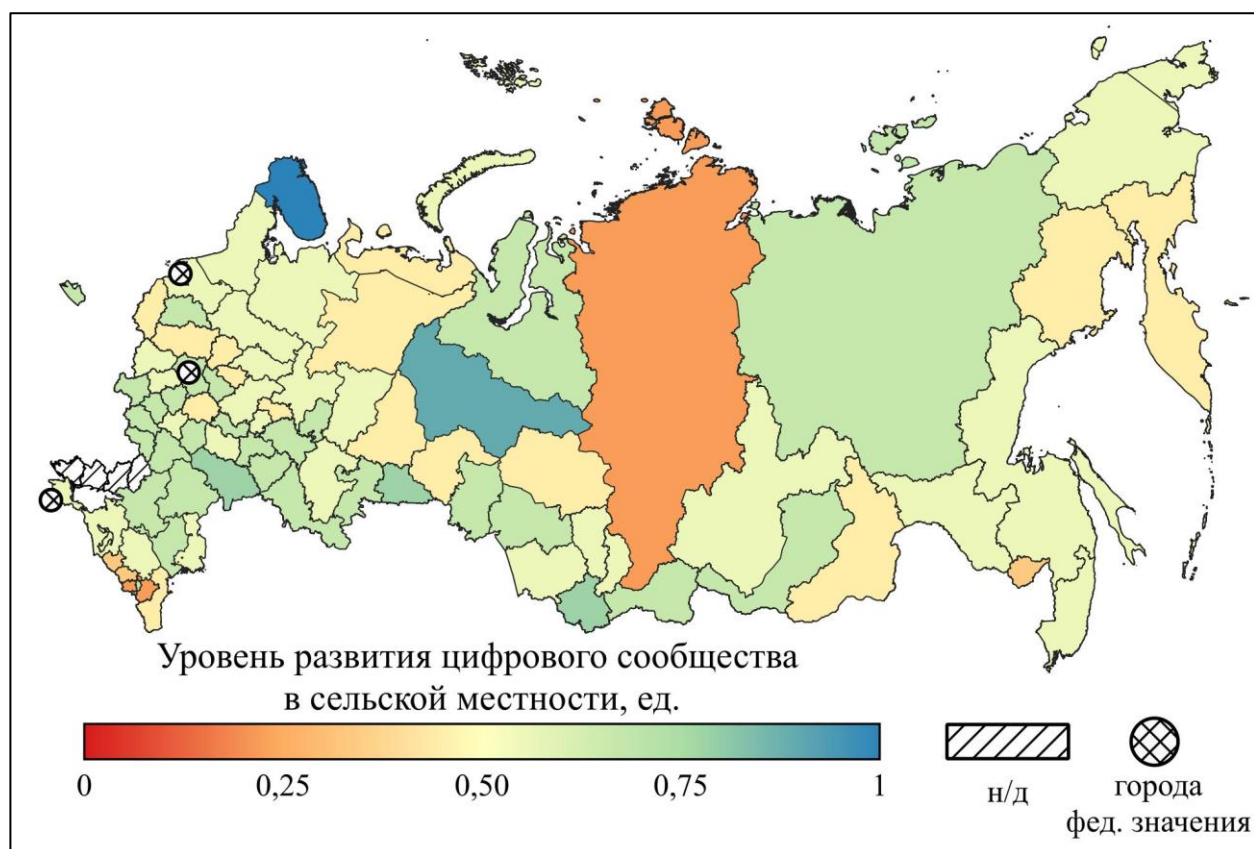 Уровень развития цифрового сообщества
в сельской местности, ед.
0
0,25
0,50
0,75
1
н/д
города
фед. значения